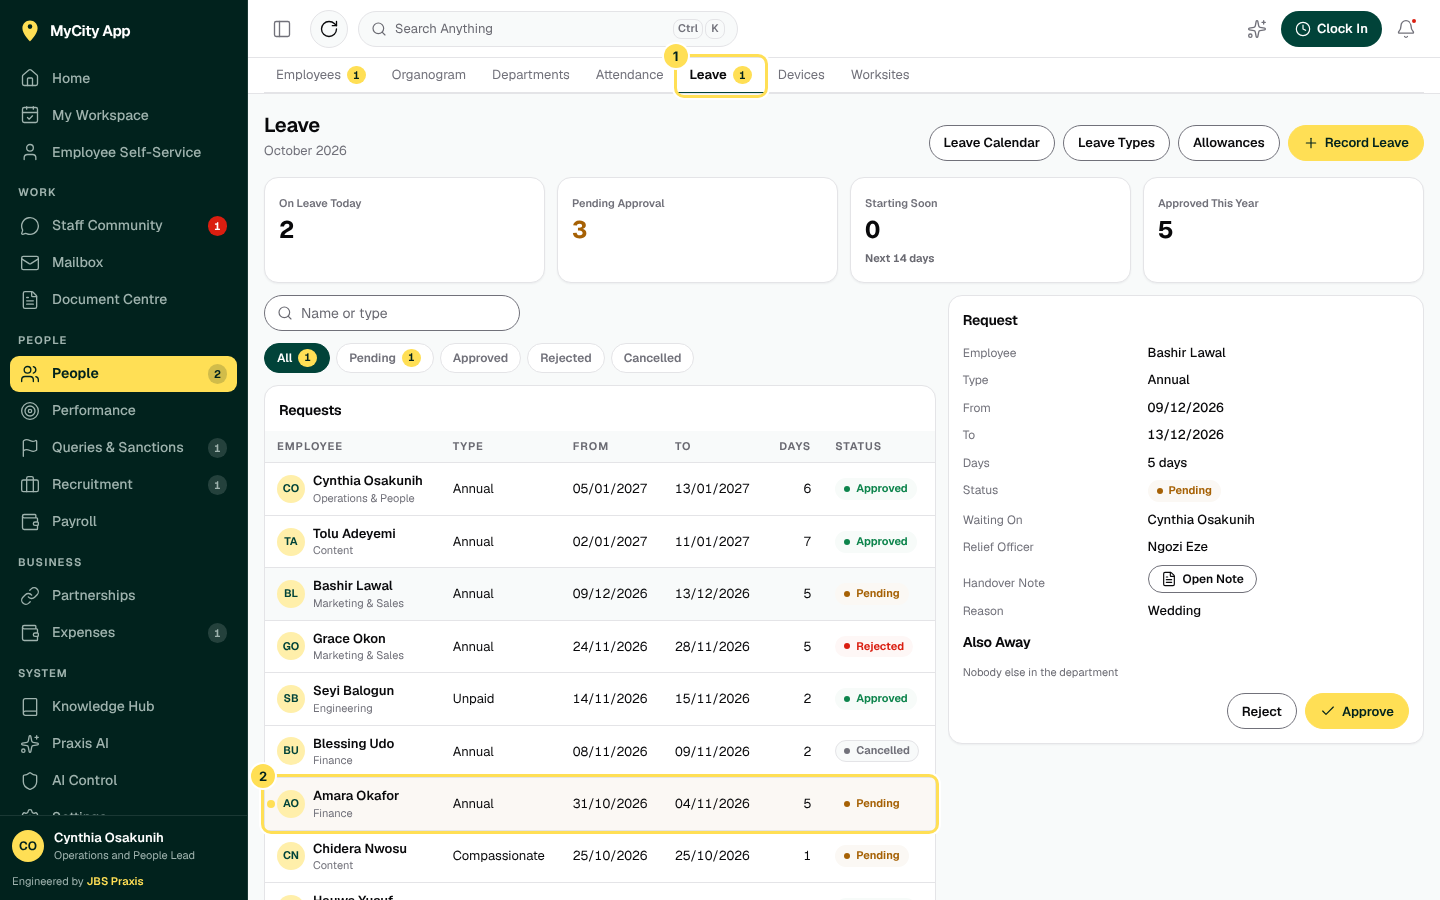 MyCity App
Home
My Workspace
Employee Self-Service
WORK
Staff Community 1
Mailbox
Document Centre
PEOPLE
People 2
Performance
Queries & Sanctions 1
Recruitment 1
Payroll
BUSINESS
Partnerships
Expenses 1
SYSTEM
Knowledge Hub
Praxis AI
AI Control
Cynthia Osakunih
CO
Operations and People Lead
Engineered by JBS Praxis
Search Anything Ctrl K
Clock In
1
Employees 1 Organogram Departments Attendance Leave 1 Devices Worksites
Leave
October 2026
Leave Calendar Leave Types Allowances Record Leave
On Leave Today
2
Pending Approval
3
Starting Soon
0
Next 14 days
Approved This Year
5
Name or type
All 1 Pending 1 Approved Rejected Cancelled
Requests
EMPLOYEE TYPE FROM TO DAYS STATUS
CO Cynthia Osakunih Annual 05/01/2027 13/01/2027 6 Approved
Operations & People
TA Tolu Adeyemi Annual 02/01/2027 11/01/2027 7 Approved
Content
BL Bashir Lawal Annual 09/12/2026 13/12/2026 5 Pending
Marketing & Sales
GO Grace Okon Annual 24/11/2026 28/11/2026 5 Rejected
Marketing & Sales
SB Seyi Balogun Unpaid 14/11/2026 15/11/2026 2 Approved
Engineering
BU Blessing Udo Annual 08/11/2026 09/11/2026 2 Cancelled
Finance
2
AO Amara Okafor Annual 31/10/2026 04/11/2026 5 Pending
Finance
CN Chidera Nwosu Compassionate 25/10/2026 25/10/2026 1 Pending
Content
Request
Employee Bashir Lawal
Type Annual
From 09/12/2026
To 13/12/2026
Days 5 days
Status Pending
Waiting On Cynthia Osakunih
Relief Officer Ngozi Eze
Handover Note Open Note
Reason Wedding
Also Away
Nobody else in the department
Reject Approve